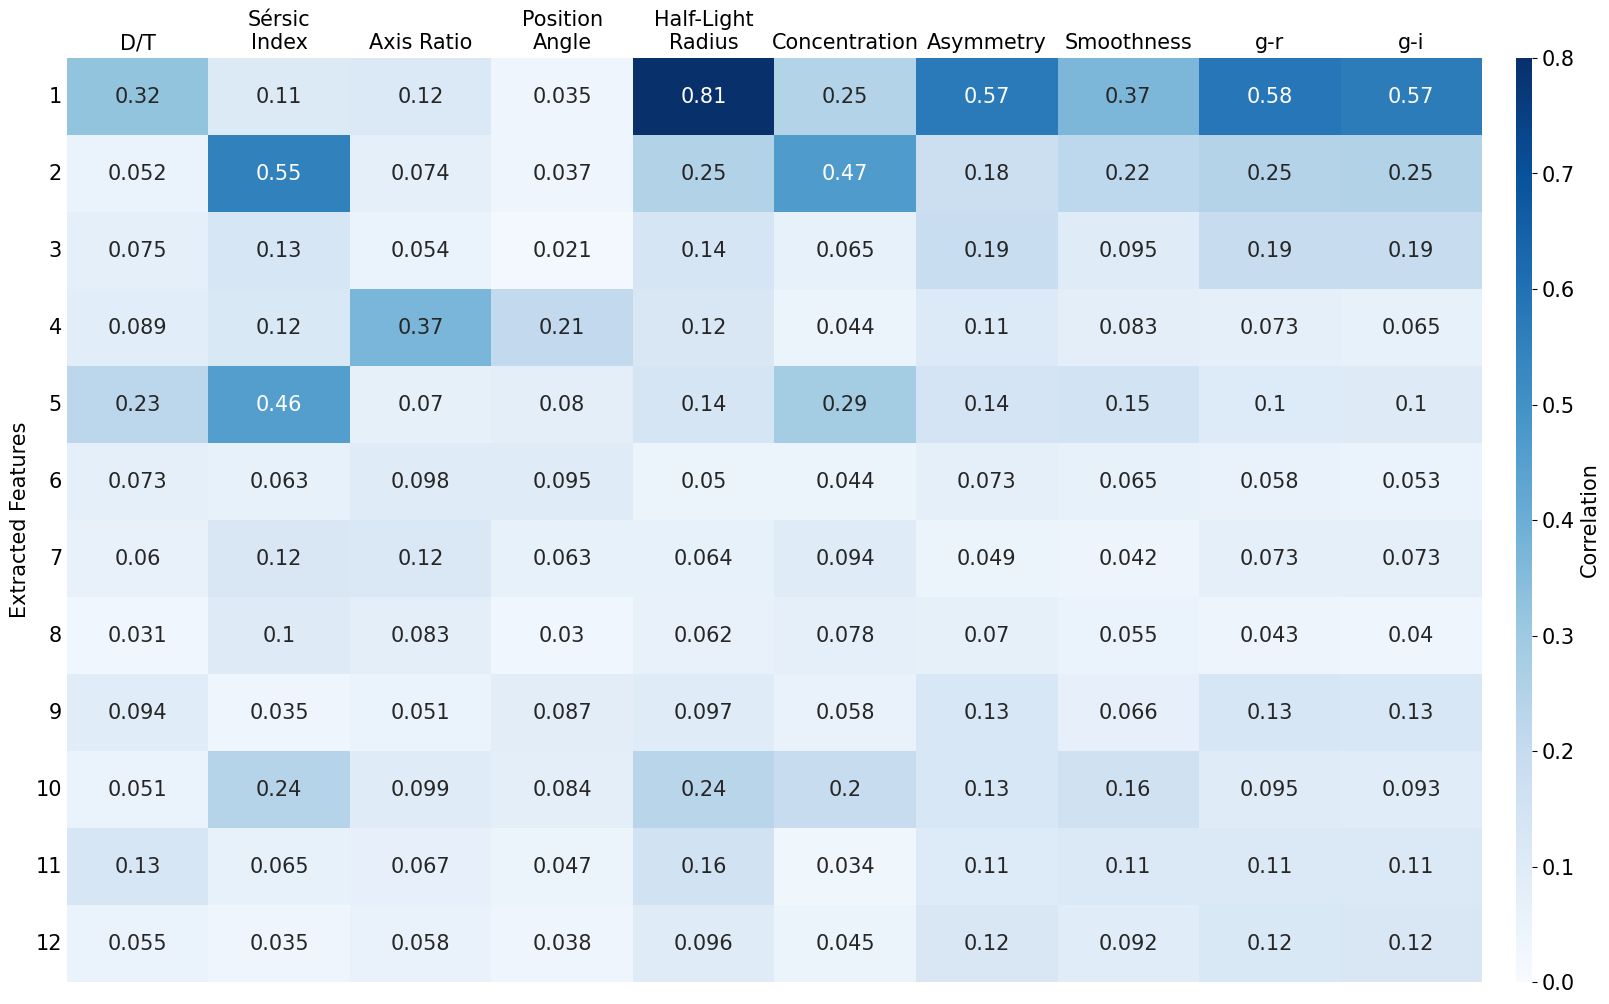 Sérsic Position Half-Light
D/T Index Axis Ratio Angle Radius Concentration Asymmetry Smoothness g-r g-i
1 0.32 0.11 0.12 0.035 0.81 0.25 0.57 0.37 0.58 0.57
2 0.052 0.55 0.074 0.037 0.25 0.47 0.18 0.22 0.25 0.25
3 0.075 0.13 0.054 0.021 0.14 0.065 0.19 0.095 0.19 0.19
4 0.089 0.12 0.37 0.21 0.12 0.044 0.11 0.083 0.073 0.065
5 0.23 0.46 0.07 0.08 0.14 0.29 0.14 0.15 0.1 0.1
6 0.073 0.063 0.098 0.095 0.05 0.044 0.073 0.065 0.058 0.053
7 0.06 0.12 0.12 0.063 0.064 0.094 0.049 0.042 0.073 0.073
8 0.031 0.1 0.083 0.03 0.062 0.078 0.07 0.055 0.043 0.04
9 0.094 0.035 0.051 0.087 0.097 0.058 0.13 0.066 0.13 0.13
10 0.051 0.24 0.099 0.084 0.24 0.2 0.13 0.16 0.095 0.093
11 0.13 0.065 0.067 0.047 0.16 0.034 0.11 0.11 0.11 0.11
12 0.055 0.035 0.058 0.038 0.096 0.045 0.12 0.092 0.12 0.12
Extracted Features
0.8
0.7
0.6
0.5
0.4
0.3
0.2
0.1
0.0
Correlation